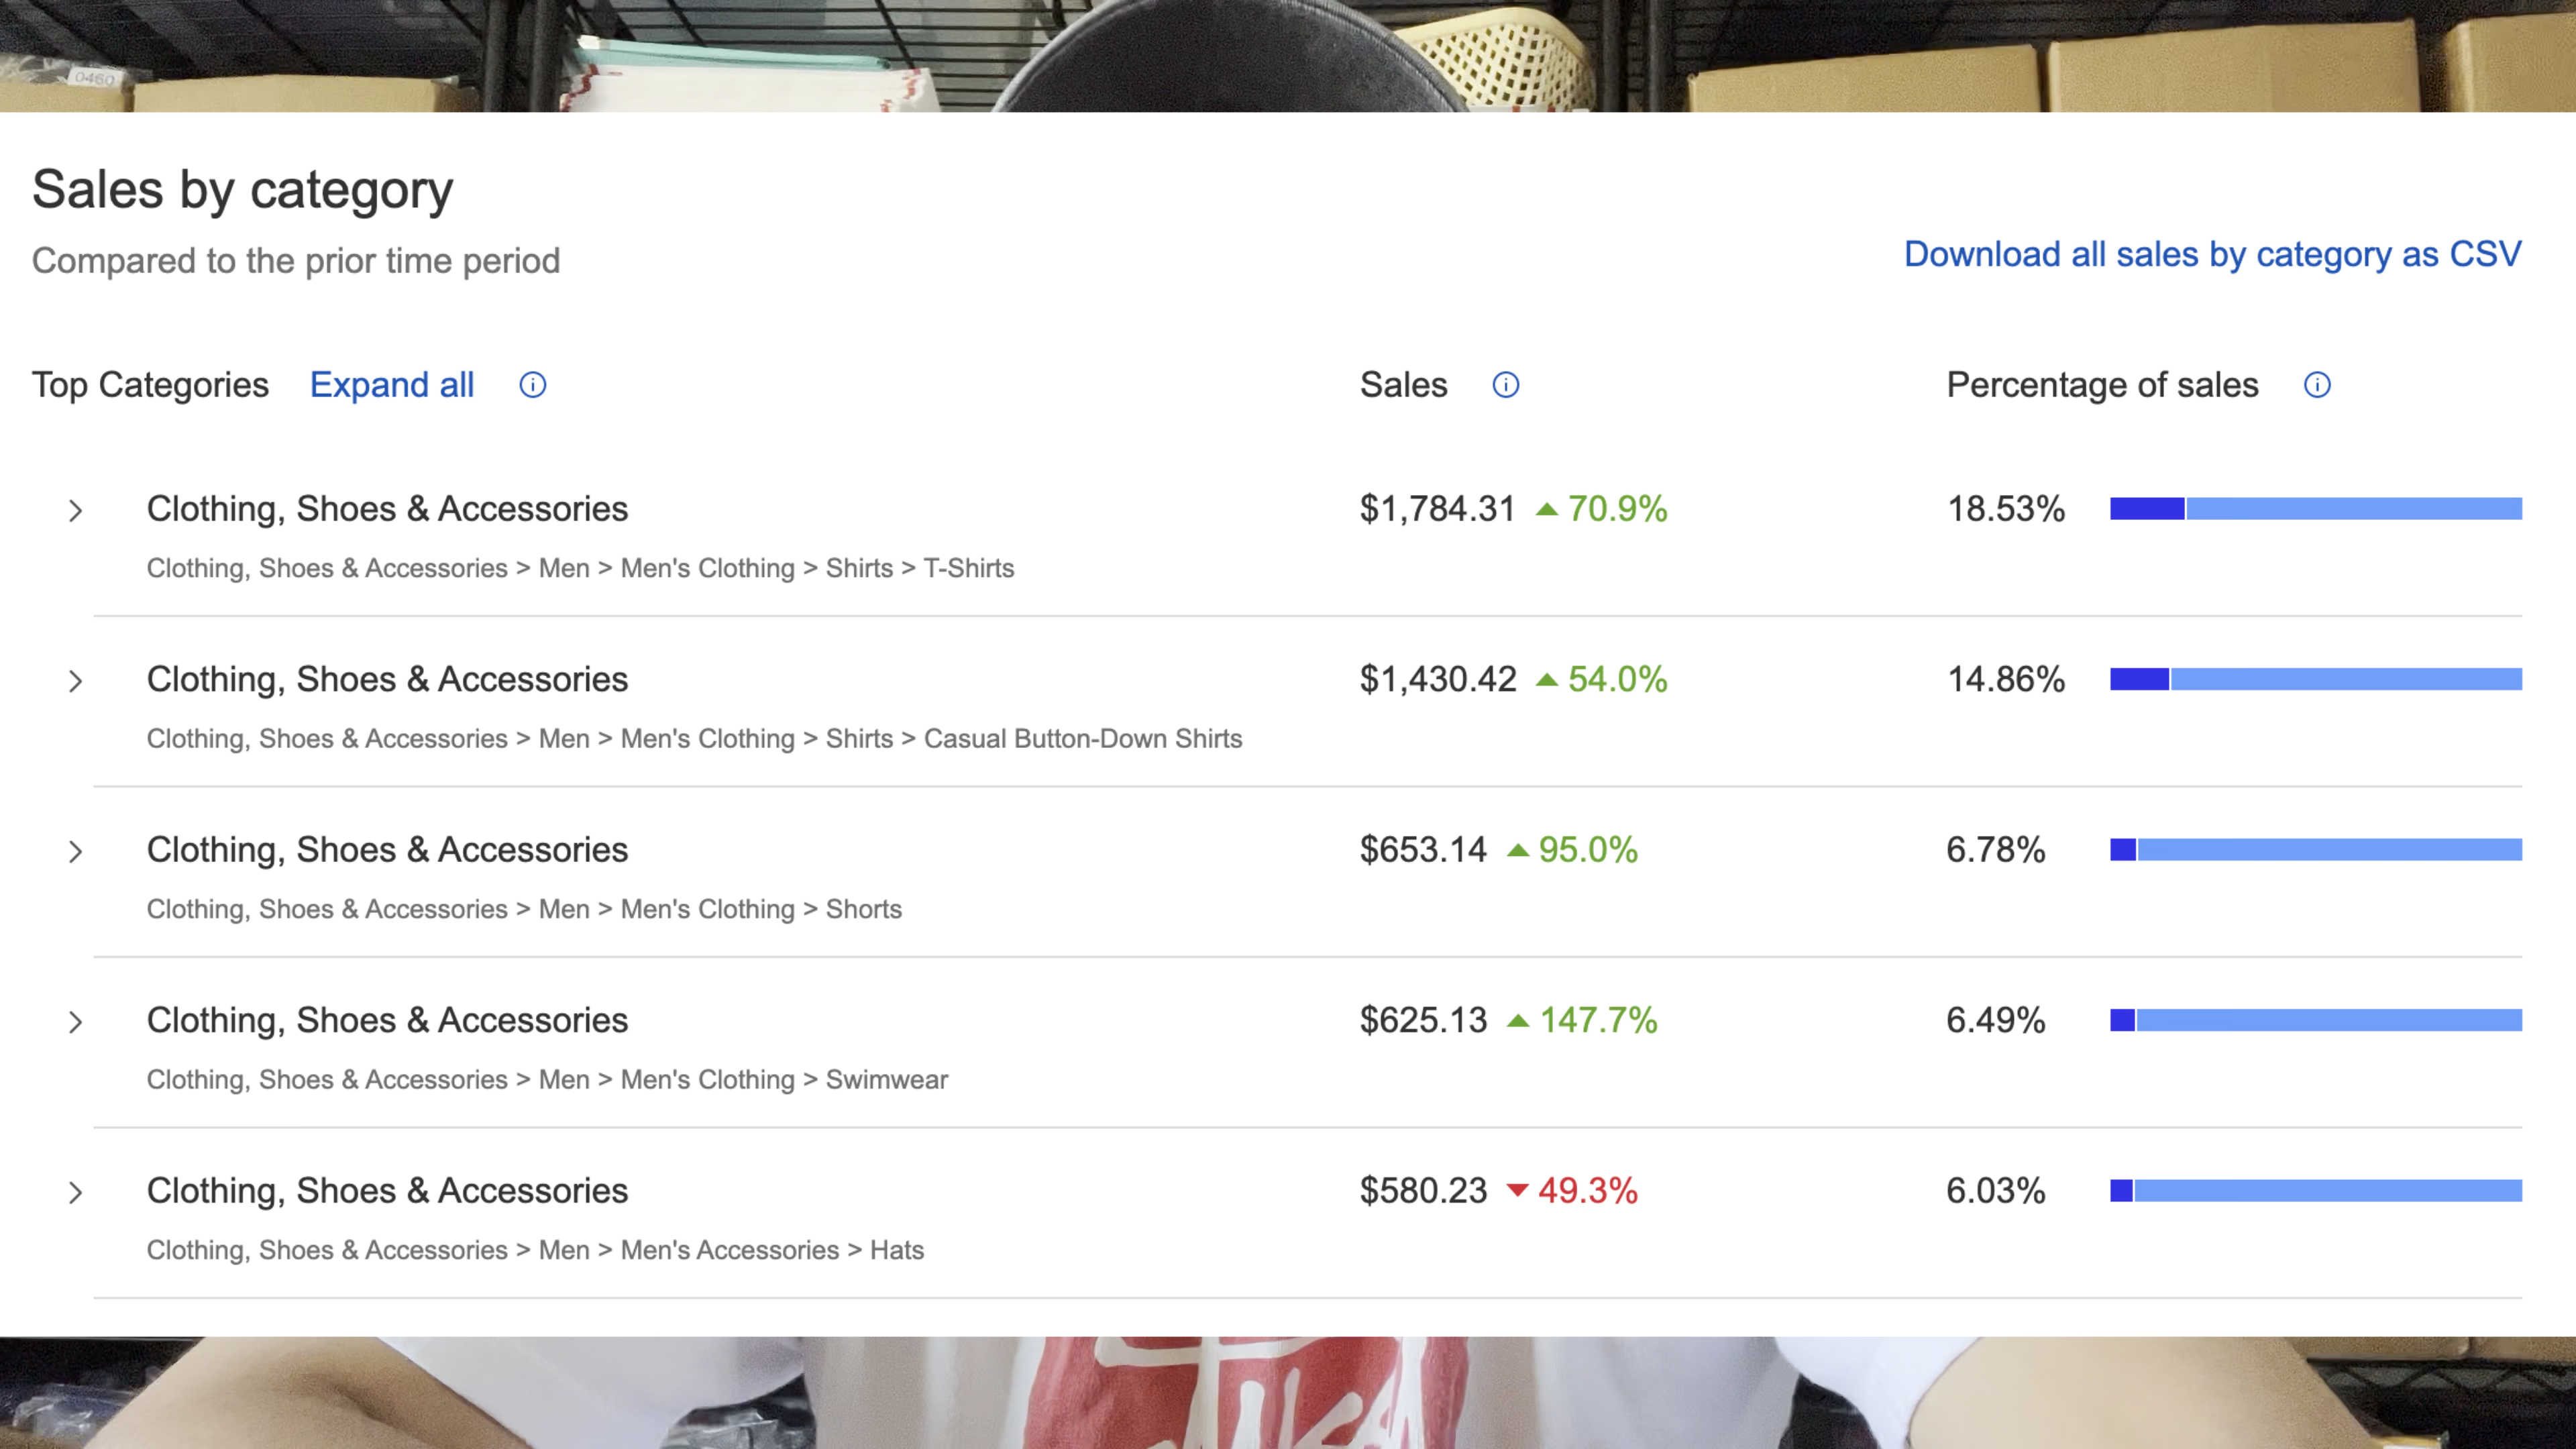 0460
Sales by category
Compared to the prior time period
Download all sales by category as CSV
Top Categories Expand all Sales Percentage of sales
Clothing, Shoes & Accessories $1,784.31 ▲ 70.9% 18.53%
Clothing, Shoes & Accessories > Men > Men's Clothing > Shirts > T-Shirts
Clothing, Shoes & Accessories $1,430.42 ▲ 54.0% 14.86%
Clothing, Shoes & Accessories > Men > Men's Clothing > Shirts > Casual Button-Down Shirts
Clothing, Shoes & Accessories $653.14 ▲ 95.0% 6.78%
Clothing, Shoes & Accessories > Men > Men's Clothing > Shorts
Clothing, Shoes & Accessories $625.13 ▲ 147.7% 6.49%
Clothing, Shoes & Accessories > Men > Men's Clothing > Swimwear
Clothing, Shoes & Accessories $580.23 ▼ 49.3% 6.03%
Clothing, Shoes & Accessories > Men > Men's Accessories > Hats